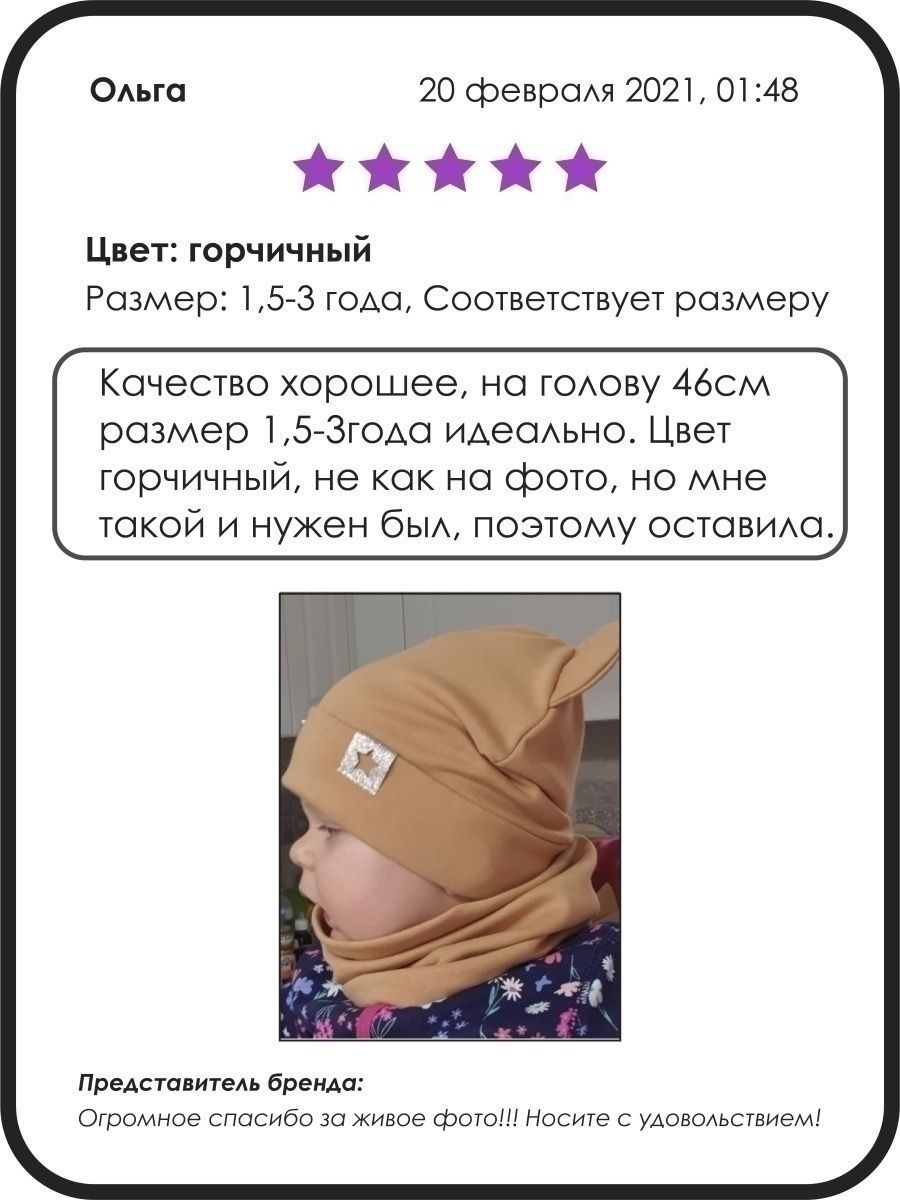 Ольга 20 февраля 2021, 01:48
Цвет: горчичный
Размер: 1,5-3 года, Соответствует размеру
Качество хорошее, на голову 46см
размер 1,5-3года идеально. Цвет
горчичный, не как на фото, но мне
такой и нужен был, поэтому оставила.
Представитель бренда:
Огромное спасибо за живое фото!!! Носите с удовольствием!